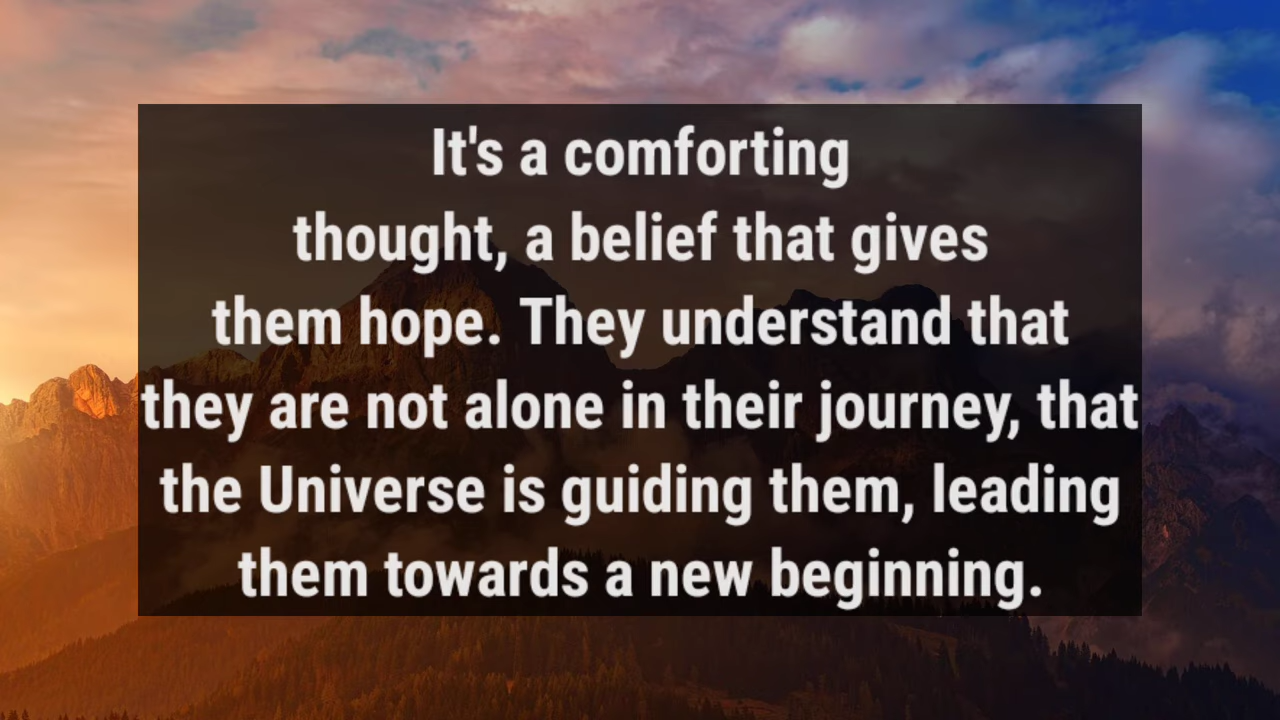 It's a comforting
thought, a belief that gives
them hope. They understand that
they are not alone in their journey, that
the Universe is guiding them, leading
them towards a new beginning.